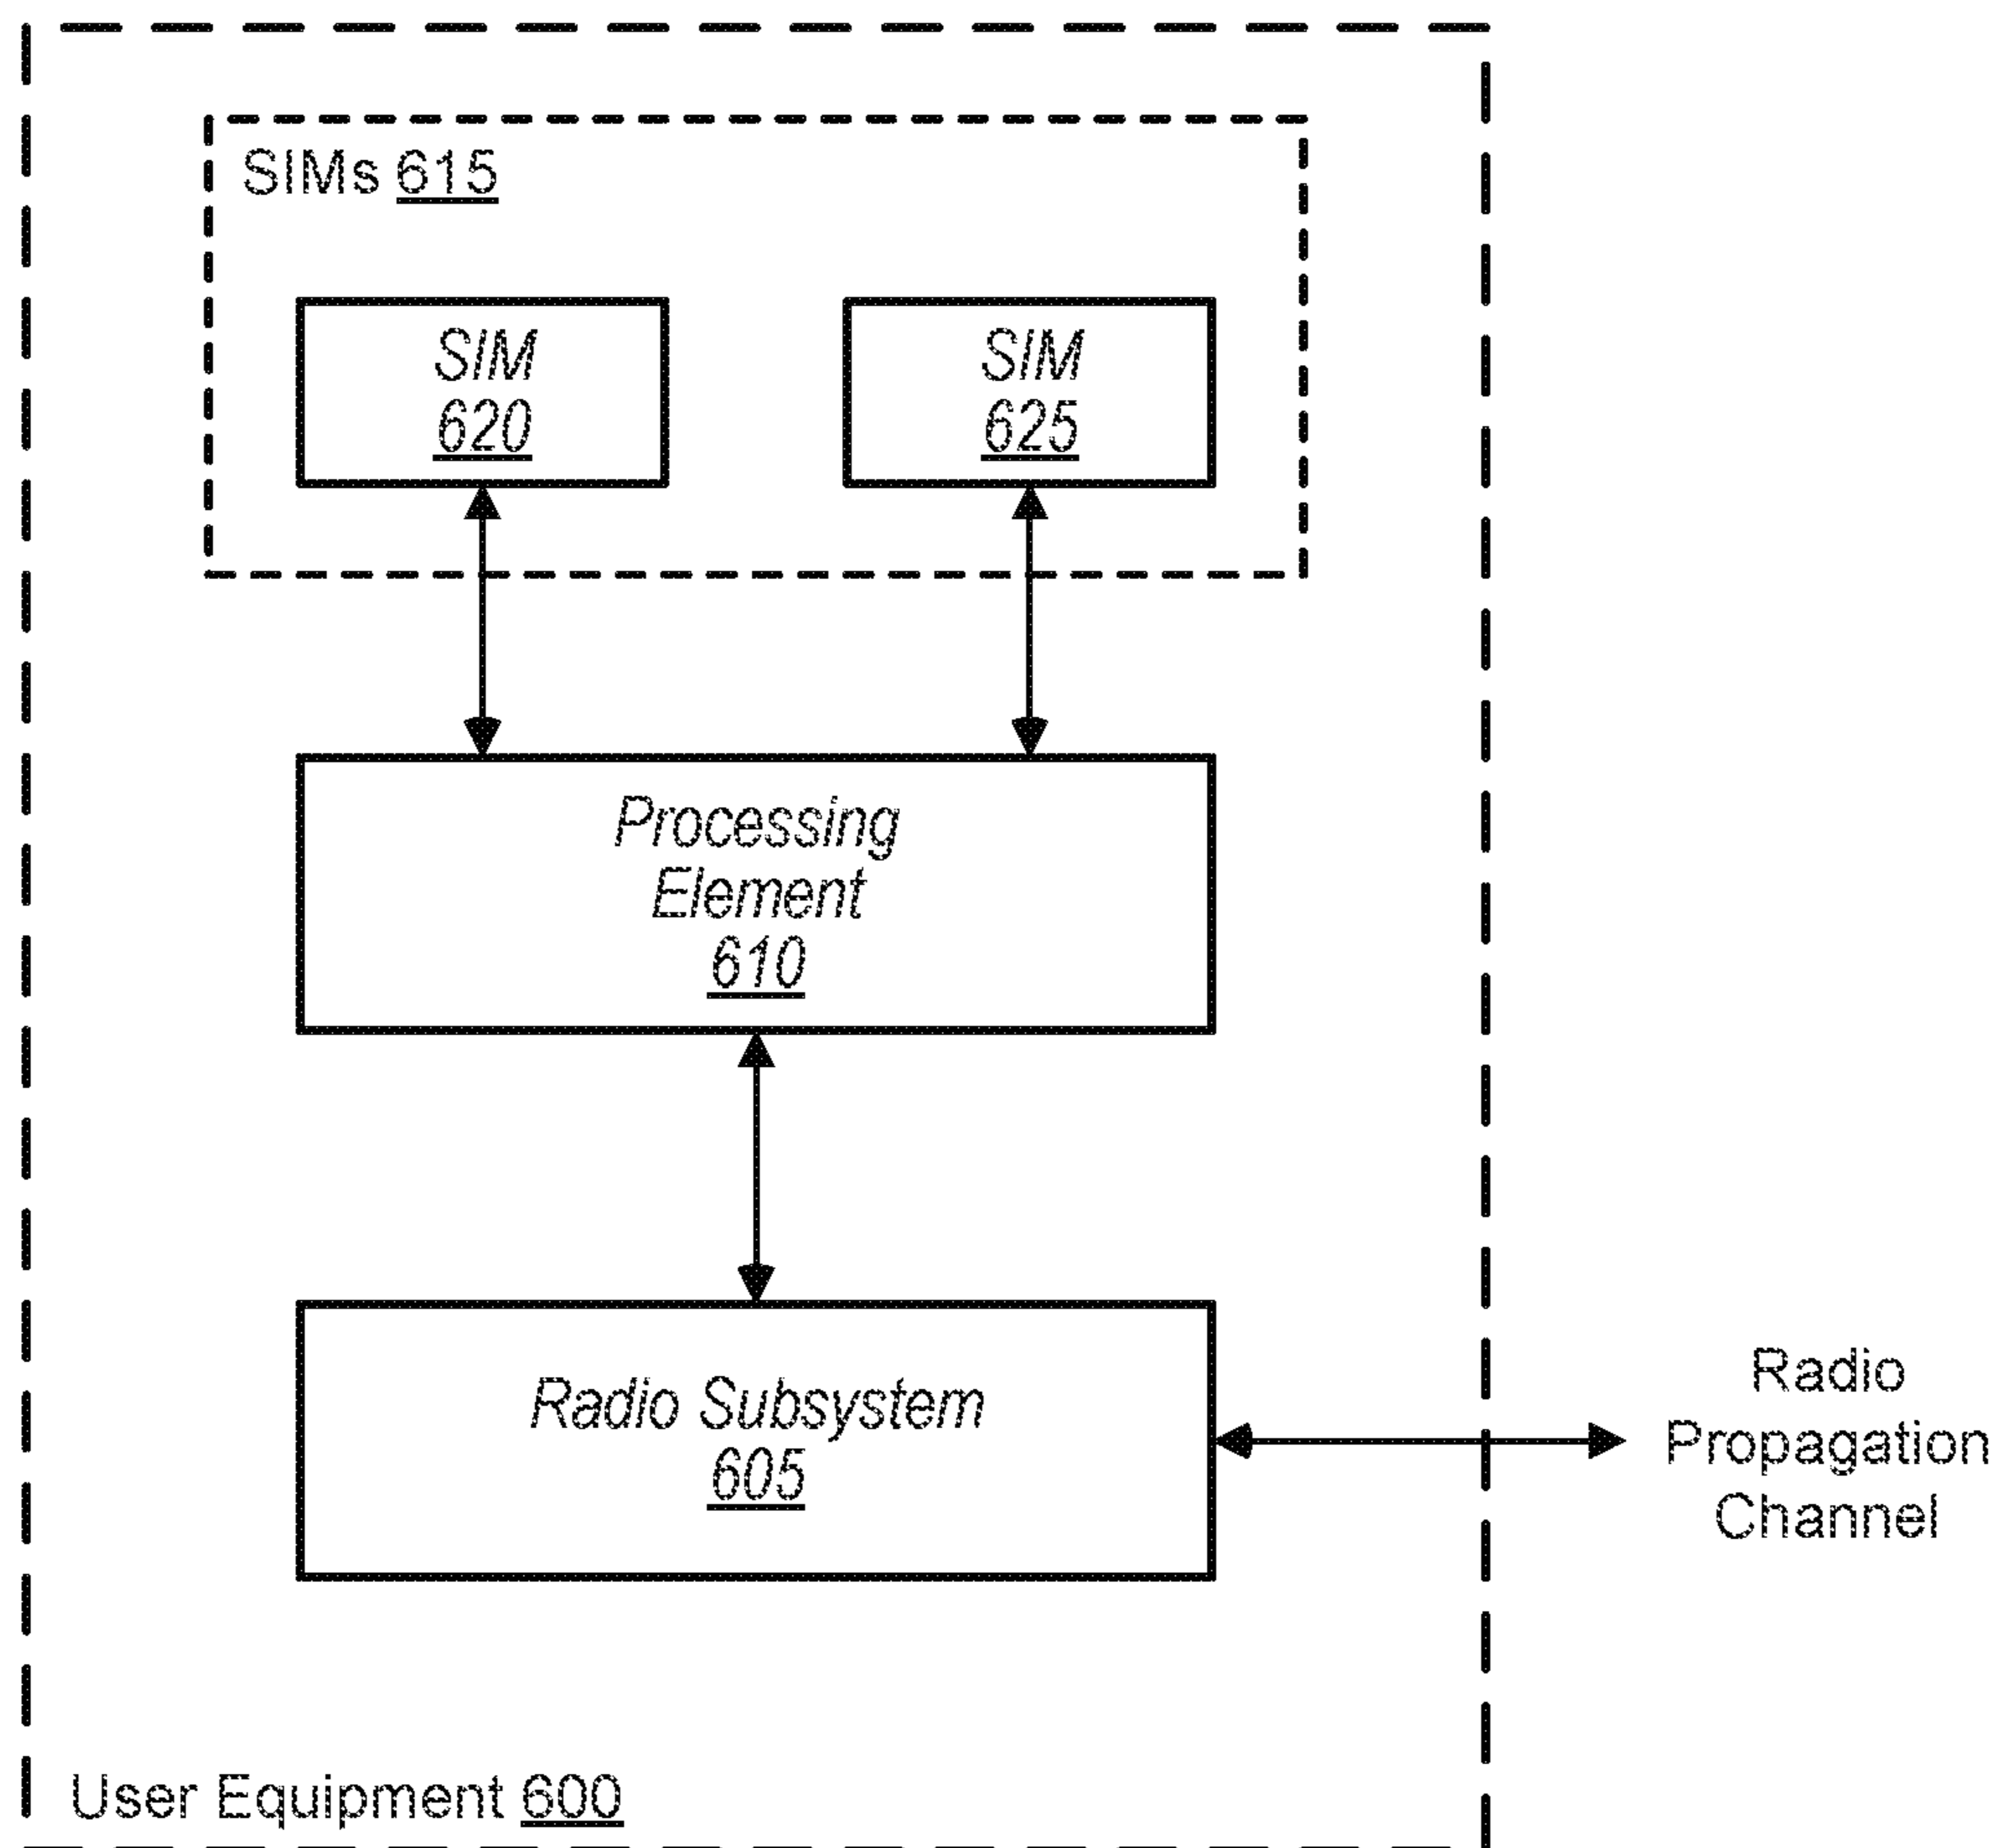 SIMs 615
SIM
620
SIM
625
Processing
Element
610
Radio Subsystem
605
Radio
Propagation
Channel
User Equipment 600